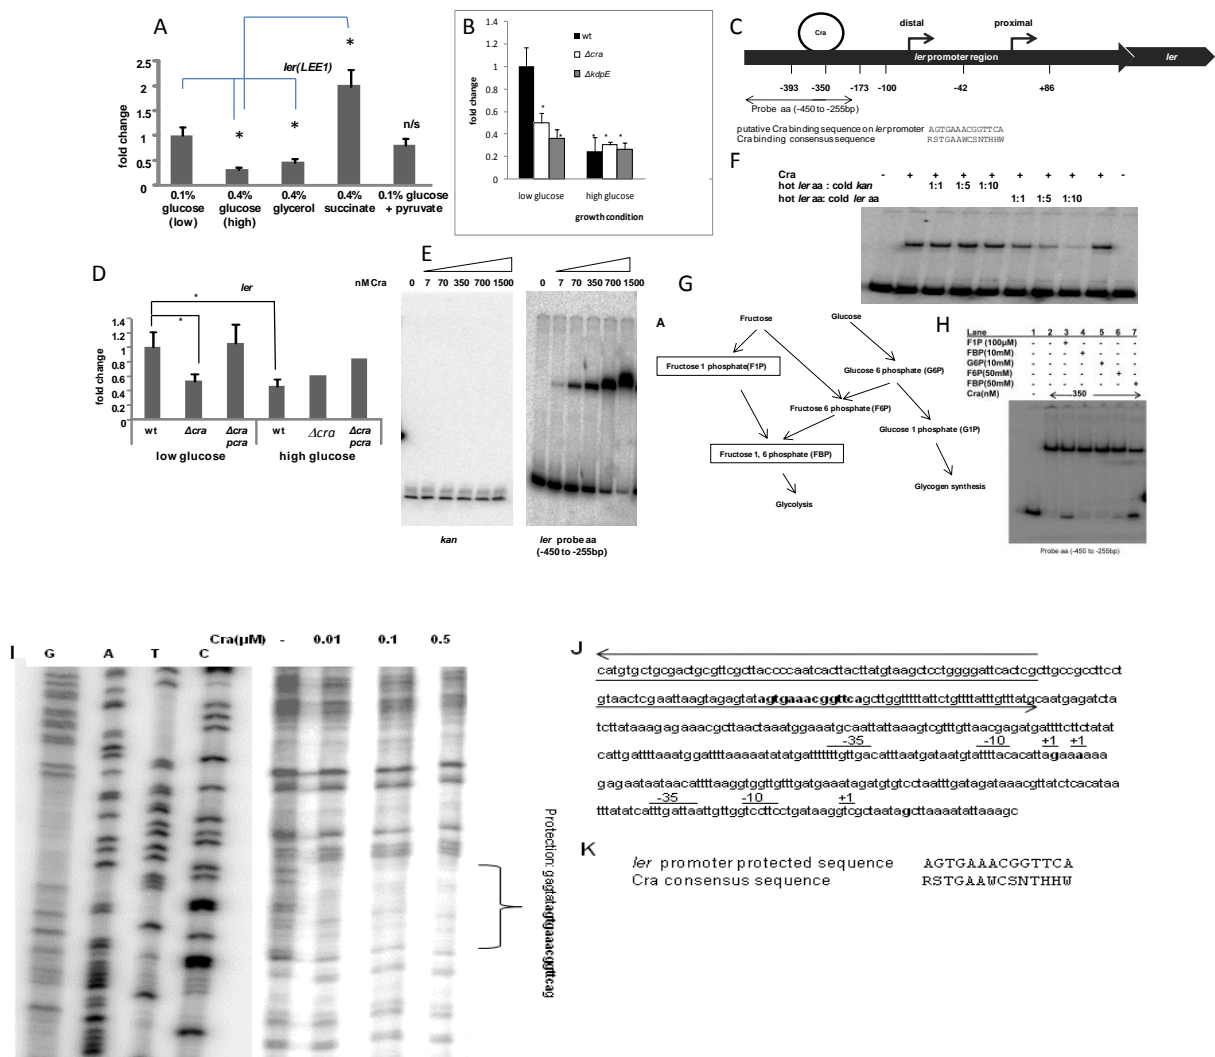 A
ler(LEE1)
*
*
*
n/s
fold change
2.5
2
1.5
1
0.5
0
0.1% glucose (low)
0.4% glucose (high)
0.4% glycerol
0.4% succinate
0.1% glucose + pyruvate
B
fold change
1.4
1.2
1
0.8
0.6
0.4
0.2
0
wt
Δcra
ΔkdpE
* * * * *
low glucose
high glucose
growth condition
C
Cra
distal
proximal
ler promoter region
ler
-393 -350 -173 -100 -42 +86
Probe aa (-450 to -255bp)
putative Cra binding sequence on ler promoter AGTGAAACGGTTCA
Cra binding consensus sequence RSTGAAWCSNTHHW
F
Cra - + + + + + + + + -
hot ler aa : cold kan 1:1 1:5 1:10
hot ler aa: cold ler aa 1:1 1:5 1:10
D
ler
*
*
fold change
1.4
1.2
1
0.8
0.6
0.4
0.2
0
wt
Δcra
Δcra pcra
wt
Δcra
Δcra pcra
low glucose
high glucose
E
nM Cra 0 7 70 350 700 1500
0 7 70 350 700 1500
kan
ler probe aa
(-450 to -255bp)
G
A
Fructose
Glucose
Fructose 1 phosphate(F1P)
Glucose 6 phosphate (G6P)
Fructose 6 phosphate (F6P)
Glucose 1 phosphate (G1P)
Fructose 1, 6 phosphate (FBP)
Glycogen synthesis
Glycolysis
H
Lane 1 2 3 4 5 6 7
F1P (100µM) - - + - - - -
FBP(10mM) - - - + - - -
G6P(10mM) - - - - + - -
F6P(50mM) - - - - - + -
FBP(50mM) - - - - - - +
Cra(nM) - 350
Probe aa (-450 to -255bp)
I
G A T C
Cra(µM) - 0.01 0.1 0.5
Protection: gagtatagtgaaacggttcag
J
catgtgctgcgactgcgttcgcttaccccaatcacttacttatgtaagctcctggggattcactcgcttgccgccttcct
gtaactcgaattaagtagagtatagtgaaacggttcagcttggtttttattctgttttatttgtttatgcaatgagatcta
tcttataaagagaaacgcttaactaaatggaaatgcaattattaaagtcgtttgttaacgagatgatttttcttctatat
-35 -10 +1 +1
cattgattttaaatggattttaaaaatatatgatttttttttgttgacatttaatgataatgtattttacacattagaaaaaa
gagaataataacattttaaggtggttgtttgatgaaatagatgtgtcctaatttgatagataaacgttatctcacataa
-35 -10 +1
tttatatcatttgattaattgttggtccttcctgataaggtcgctaatagcttaaaatattaaagc
K
ler promoter protected sequence AGTGAAACGGTTCA
Cra consensus sequence RSTGAAWCSNTHHW